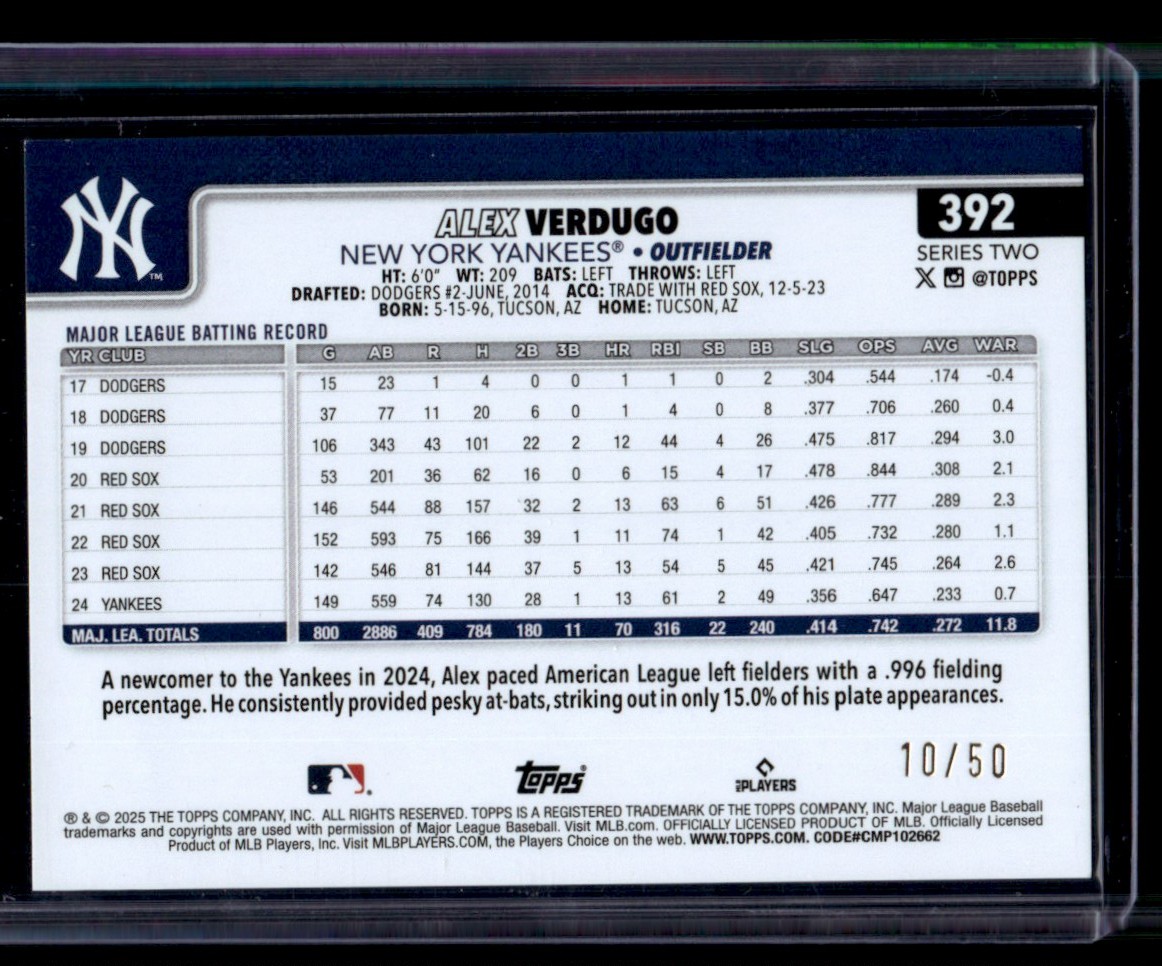 NY
TM
ALEX VERDUGO
NEW YORK YANKEES® • OUTFIELDER
HT: 6'0" WT: 209 BATS: LEFT THROWS: LEFT
DRAFTED: DODGERS #2-JUNE, 2014 ACQ: TRADE WITH RED SOX, 12-5-23
BORN: 5-15-96, TUCSON, AZ HOME: TUCSON, AZ
392
SERIES TWO
@TOPPS
MAJOR LEAGUE BATTING RECORD
YR CLUB G AB R H 2B 3B HR RBI SB BB SLG OPS AVG WAR
17 DODGERS 15 23 1 4 0 0 1 1 0 2 .304 .544 .174 -0.4
18 DODGERS 37 77 11 20 6 0 1 4 0 8 .377 .706 .260 0.4
19 DODGERS 106 343 43 101 22 2 12 44 4 26 .475 .817 .294 3.0
20 RED SOX 53 201 36 62 16 0 6 15 4 17 .478 .844 .308 2.1
21 RED SOX 146 544 88 157 32 2 13 63 6 51 .426 .777 .289 2.3
22 RED SOX 152 593 75 166 39 1 11 74 1 42 .405 .732 .280 1.1
23 RED SOX 142 546 81 144 37 5 13 54 5 45 .421 .745 .264 2.6
24 YANKEES 149 559 74 130 28 1 13 61 2 49 .356 .647 .233 0.7
MAJ. LEA. TOTALS 800 2886 409 784 180 11 70 316 22 240 .414 .742 .272 11.8
A newcomer to the Yankees in 2024, Alex paced American League left fielders with a .996 fielding
percentage. He consistently provided pesky at-bats, striking out in only 15.0% of his plate appearances.
10/50
Topps
MLB PLAYERS
® & © 2025 THE TOPPS COMPANY, INC. ALL RIGHTS RESERVED. TOPPS IS A REGISTERED TRADEMARK OF THE TOPPS COMPANY, INC. Major League Baseball
trademarks and copyrights are used with permission of Major League Baseball. Visit MLB.com. OFFICIALLY LICENSED PRODUCT OF MLB. Officially Licensed
Product of MLB Players, Inc. Visit MLBPLAYERS.COM, the Players Choice on the web. WWW.TOPPS.COM. CODE#CMP102662